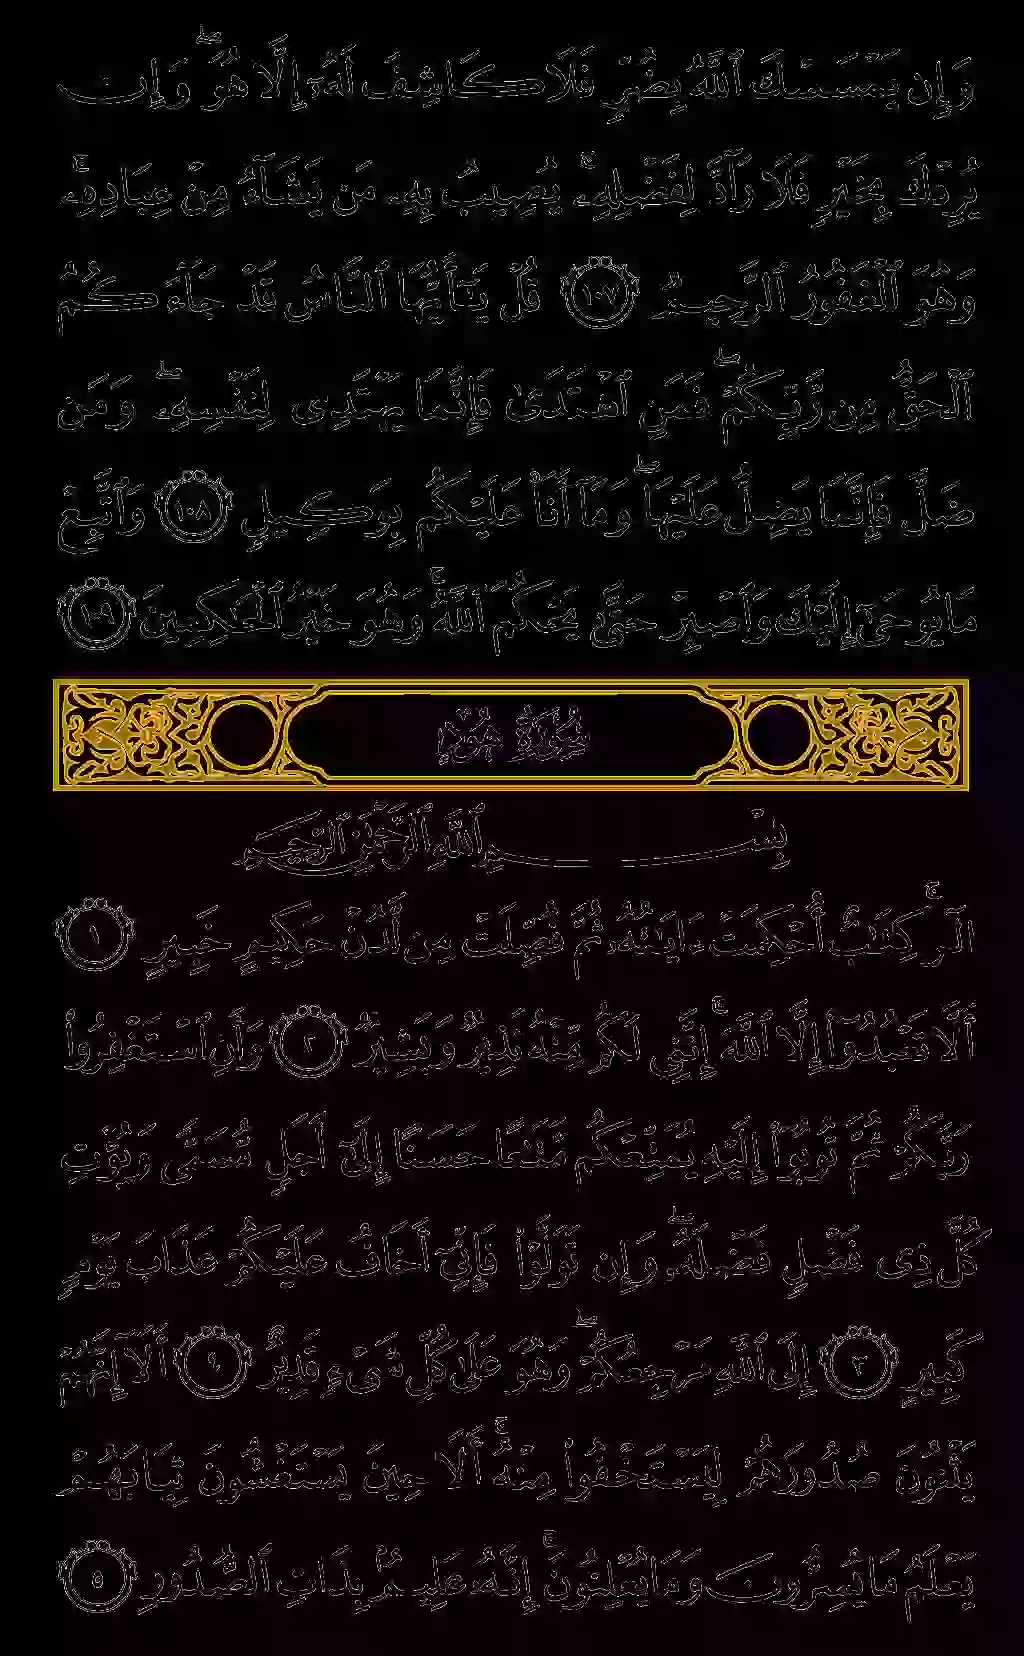 وَإِن يَمْسَسْكَ ٱللَّهُ بِضُرٍّ فَلَا كَاشِفَ لَهُۥٓ إِلَّا هُوَ ۖ وَإِن
يُرِدْكَ بِخَيْرٍ فَلَا رَآدَّ لِفَضْلِهِۦ ۚ يُصِيبُ بِهِۦ مَن يَشَآءُ مِنْ عِبَادِهِۦ ۚ
وَهُوَ ٱلْغَفُورُ ٱلرَّحِيمُ ١٠٧ قُلْ يَـٰٓأَيُّهَا ٱلنَّاسُ قَدْ جَآءَكُمُ
ٱلْحَقُّ مِن رَّبِّكُمْ ۖ فَمَنِ ٱهْتَدَىٰ فَإِنَّمَا يَهْتَدِى لِنَفْسِهِۦ ۖ وَمَن
ضَلَّ فَإِنَّمَا يَضِلُّ عَلَيْهَا ۖ وَمَآ أَنَا۠ عَلَيْكُم بِوَكِيلٍ ١٠٨ وَٱتَّبِعْ
مَا يُوحَىٰٓ إِلَيْكَ وَٱصْبِرْ حَتَّىٰ يَحْكُمَ ٱللَّهُ ۚ وَهُوَ خَيْرُ ٱلْحَـٰكِمِينَ ١٠٩
سُورَةُ هُودٍ
بِسْمِ ٱللَّهِ ٱلرَّحْمَـٰنِ ٱلرَّحِيمِ
الٓر ۚ كِتَـٰبٌ أُحْكِمَتْ ءَايَـٰتُهُۥ ثُمَّ فُصِّلَتْ مِن لَّدُنْ حَكِيمٍ خَبِيرٍ ١
أَلَّا تَعْبُدُوٓا۟ إِلَّا ٱللَّهَ ۚ إِنَّنِى لَكُم مِّنْهُ نَذِيرٌ وَبَشِيرٌ ٢ وَأَنِ ٱسْتَغْفِرُوا۟
رَبَّكُمْ ثُمَّ تُوبُوٓا۟ إِلَيْهِ يُمَتِّعْكُم مَّتَـٰعًا حَسَنًا إِلَىٰٓ أَجَلٍ مُّسَمًّى وَيُؤْتِ
كُلَّ ذِى فَضْلٍ فَضْلَهُۥ ۖ وَإِن تَوَلَّوْا۟ فَإِنِّىٓ أَخَافُ عَلَيْكُمْ عَذَابَ يَوْمٍ
كَبِيرٍ ٣ إِلَى ٱللَّهِ مَرْجِعُكُمْ ۖ وَهُوَ عَلَىٰ كُلِّ شَىْءٍ قَدِيرٌ ٤ أَلَآ إِنَّهُمْ
يَثْنُونَ صُدُورَهُمْ لِيَسْتَخْفُوا۟ مِنْهُ ۚ أَلَا حِينَ يَسْتَغْشُونَ ثِيَابَهُمْ
يَعْلَمُ مَا يُسِرُّونَ وَمَا يُعْلِنُونَ ۚ إِنَّهُۥ عَلِيمٌۢ بِذَاتِ ٱلصُّدُورِ ٥